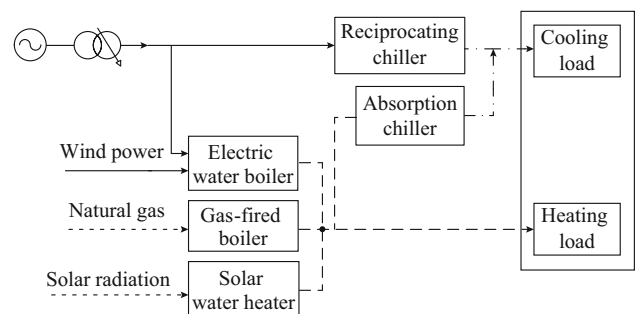 Reciprocating
chiller
Cooling
load
Absorption
chiller
Wind power
Electric
water boiler
Natural gas
Gas-fired
boiler
Heating
load
Solar radiation
Solar
water heater